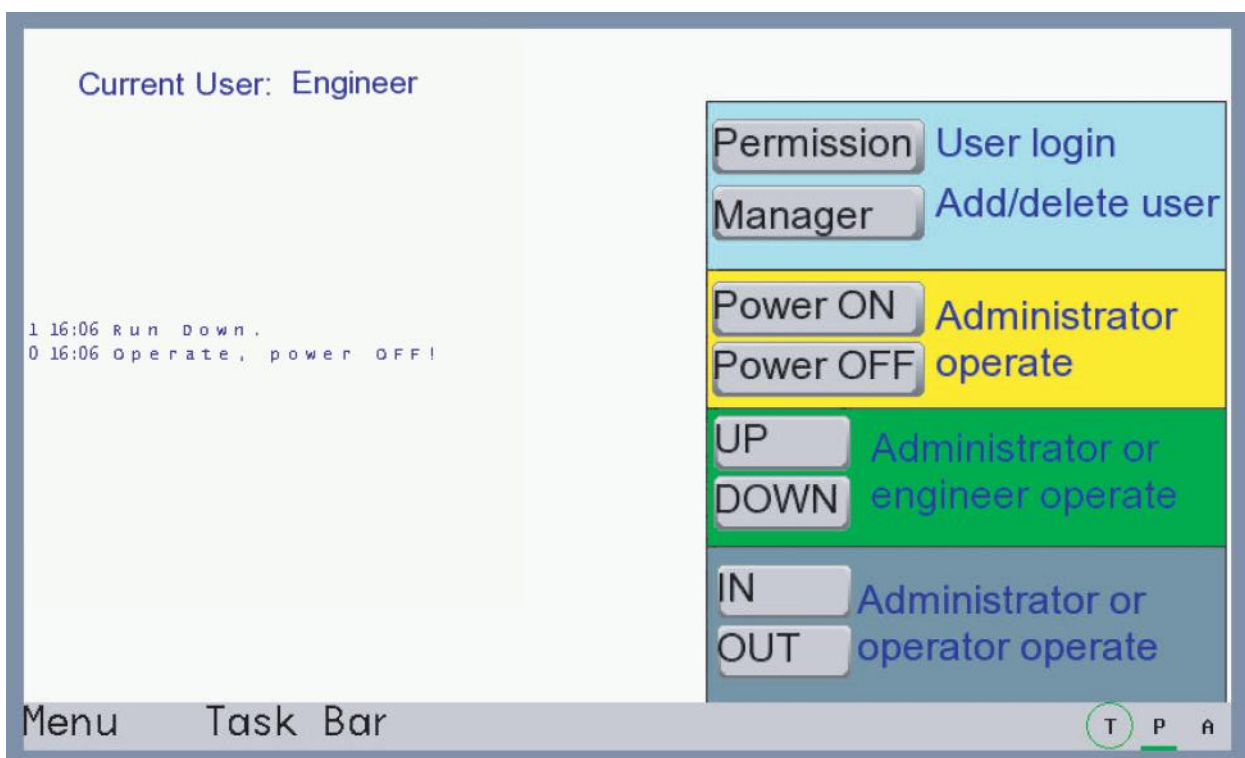 Current User: Engineer
1 16:06 Run Down.
0 16:06 Operate, power OFF!
Permission User login
Manager Add/delete user
Power ON
Power OFF
Administrator
operate
UP
DOWN
Administrator or
engineer operate
IN
OUT
Administrator or
operator operate
Menu Task Bar T P A